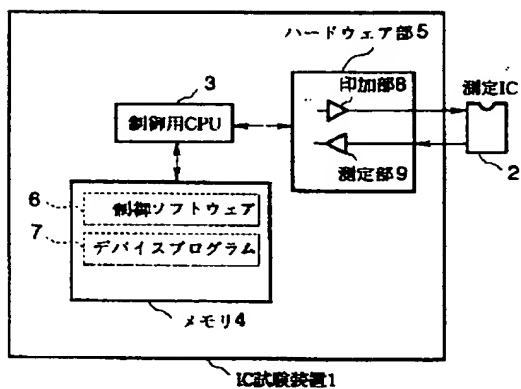 ハードウェア部5
印加部8
測定IC
3
制御用CPU
測定部9
2
6
制御ソフトウェア
7
デバイスプログラム
メモリ4
IC試験装置1